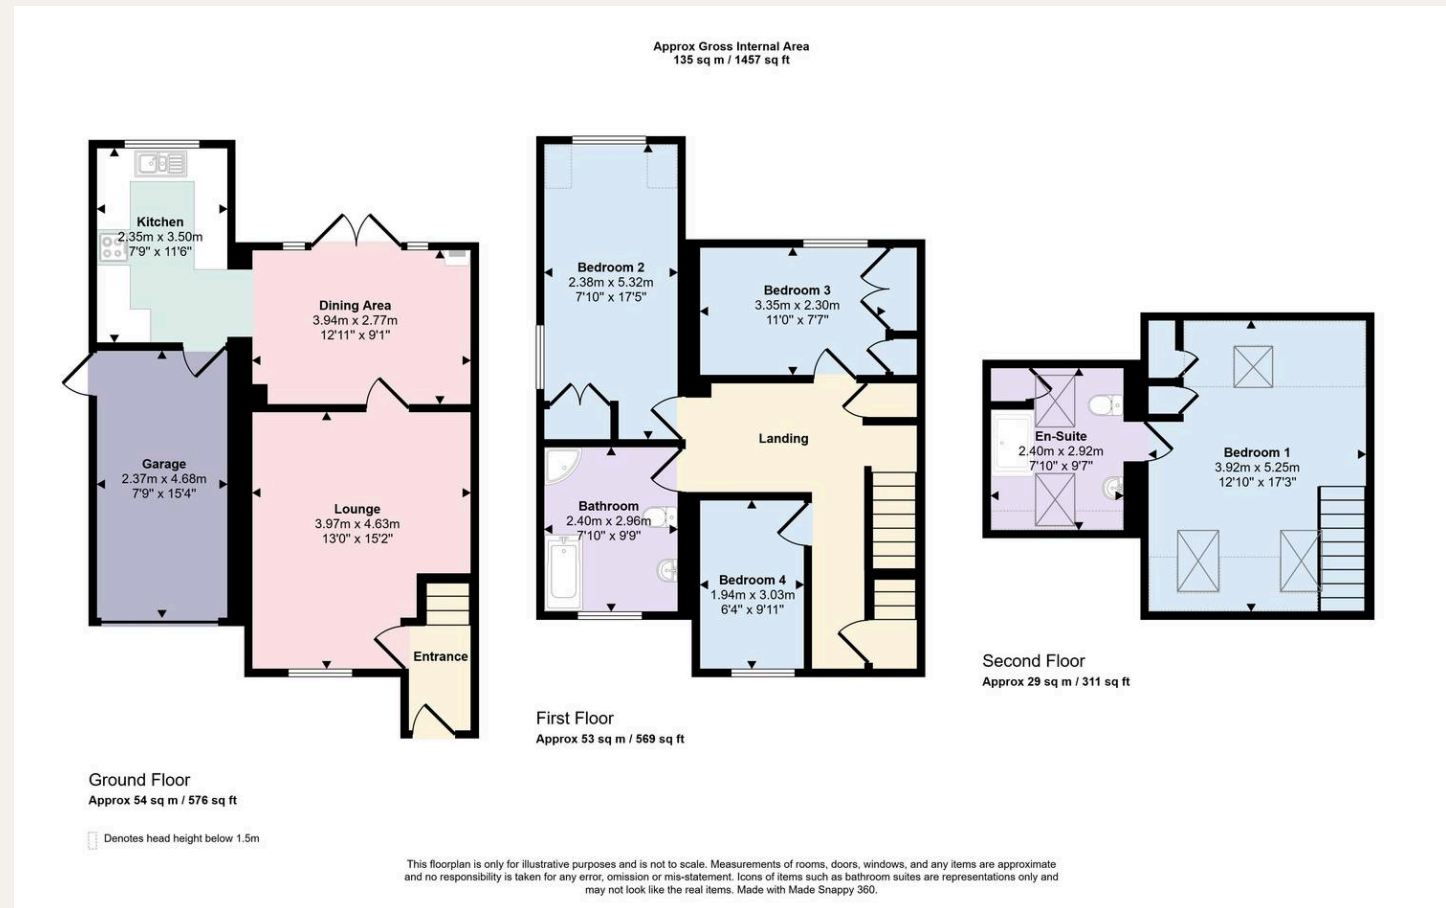 Approx Gross Internal Area
135 sq m / 1457 sq ft
Kitchen
2.35m x 3.50m
7'9" x 11'6"
Dining Area
3.94m x 2.77m
12'11" x 9'1"
Garage
2.37m x 4.68m
7'9" x 15'4"
Lounge
3.97m x 4.63m
13'0" x 15'2"
Entrance
Ground Floor
Approx 54 sq m / 576 sq ft
Bedroom 2
2.38m x 5.32m
7'10" x 17'5"
Bedroom 3
3.35m x 2.30m
11'0" x 7'7"
Landing
Bathroom
2.40m x 2.96m
7'10" x 9'9"
Bedroom 4
1.94m x 3.03m
6'4" x 9'11"
First Floor
Approx 53 sq m / 569 sq ft
En-Suite
2.40m x 2.92m
7'10" x 9'7"
Bedroom 1
3.92m x 5.25m
12'10" x 17'3"
Second Floor
Approx 29 sq m / 311 sq ft
Denotes head height below 1.5m
This floorplan is only for illustrative purposes and is not to scale. Measurements of rooms, doors, windows, and any items are approximate
and no responsibility is taken for any error, omission or mis-statement. Icons of items such as bathroom suites are representations only and
may not look like the real items. Made with Made Snappy 360.